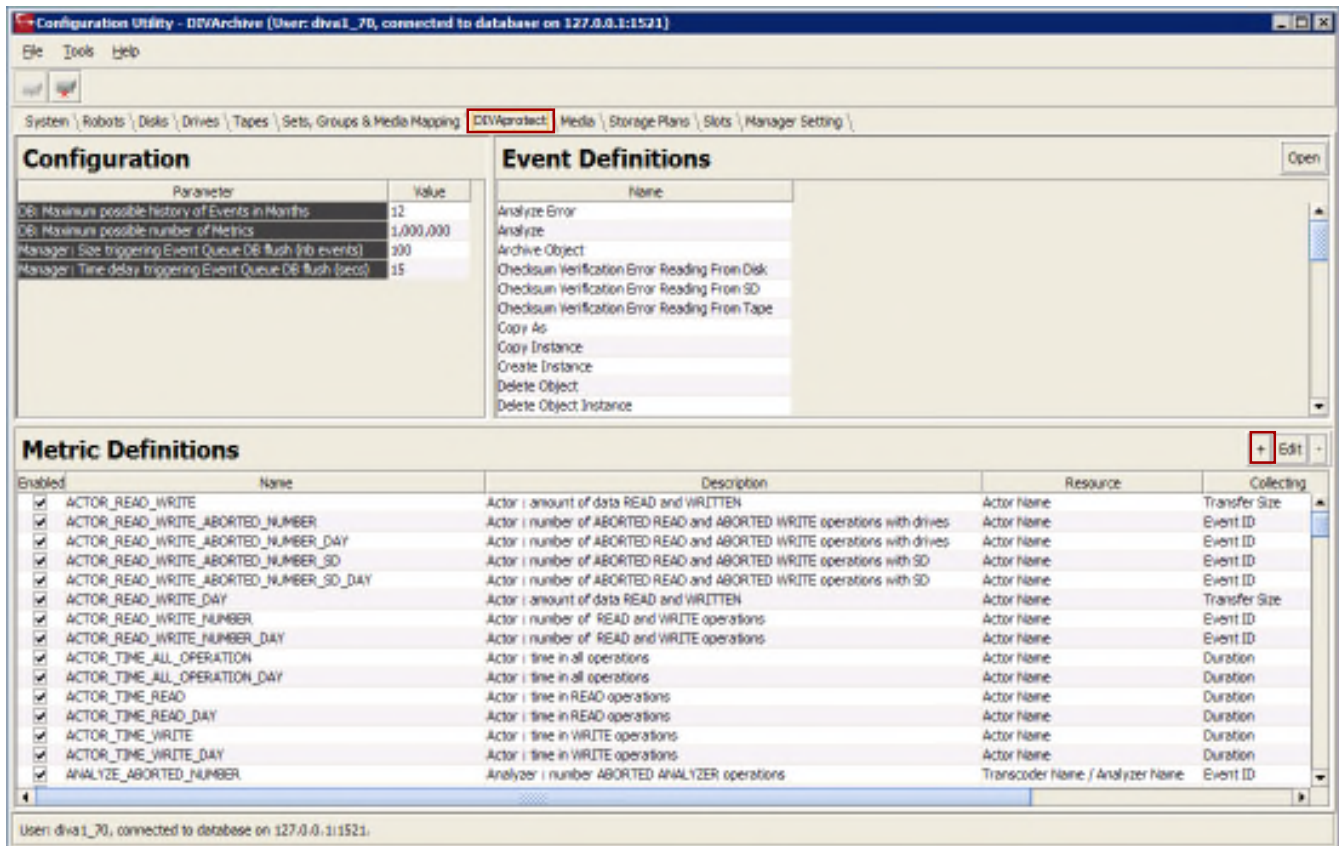 Configuration Utility - DIVArchive (User: diva1_70, connected to database on 127.0.0.1:1521)
File Tools Help
System \ Robots \ Disks \ Drives \ Tapes \ Sets, Groups & Media Mapping \ DIVAprotect \ Media \ Storage Plans \ Slots \ Manager Setting \
Configuration
Parameter Value
DB: Maximum possible history of Events in Months 12
DB: Maximum possible number of Metrics 1,000,000
Manager: Size triggering Event Queue DB flush (nb events) 100
Manager: Time delay triggering Event Queue DB flush (secs) 15
Event Definitions Open
Name
Analyze Error
Analyze
Archive Object
Checksum Verification Error Reading From Disk
Checksum Verification Error Reading From SD
Checksum Verification Error Reading From Tape
Copy As
Copy Instance
Create Instance
Delete Object
Delete Object Instance
Metric Definitions + Edit -
Enabled Name Description Resource Collecting
ACTOR_READ_WRITE Actor : amount of data READ and WRITTEN Actor Name Transfer Size
ACTOR_READ_WRITE_ABORTED_NUMBER Actor : number of ABORTED READ and ABORTED WRITE operations with drives Actor Name Event ID
ACTOR_READ_WRITE_ABORTED_NUMBER_DAY Actor : number of ABORTED READ and ABORTED WRITE operations with drives Actor Name Event ID
ACTOR_READ_WRITE_ABORTED_NUMBER_SD Actor : number of ABORTED READ and ABORTED WRITE operations with SD Actor Name Event ID
ACTOR_READ_WRITE_ABORTED_NUMBER_SD_DAY Actor : number of ABORTED READ and ABORTED WRITE operations with SD Actor Name Event ID
ACTOR_READ_WRITE_DAY Actor : amount of data READ and WRITTEN Actor Name Transfer Size
ACTOR_READ_WRITE_NUMBER Actor : number of READ and WRITE operations Actor Name Event ID
ACTOR_READ_WRITE_NUMBER_DAY Actor : number of READ and WRITE operations Actor Name Event ID
ACTOR_TIME_ALL_OPERATION Actor : time in all operations Actor Name Duration
ACTOR_TIME_ALL_OPERATION_DAY Actor : time in all operations Actor Name Duration
ACTOR_TIME_READ Actor : time in READ operations Actor Name Duration
ACTOR_TIME_READ_DAY Actor : time in READ operations Actor Name Duration
ACTOR_TIME_WRITE Actor : time in WRITE operations Actor Name Duration
ACTOR_TIME_WRITE_DAY Actor : time in WRITE operations Actor Name Duration
ANALYZE_ABORTED_NUMBER Analyzer : number ABORTED ANALYZER operations Transcoder Name / Analyzer Name Event ID
User: diva1_70, connected to database on 127.0.0.1:1521.